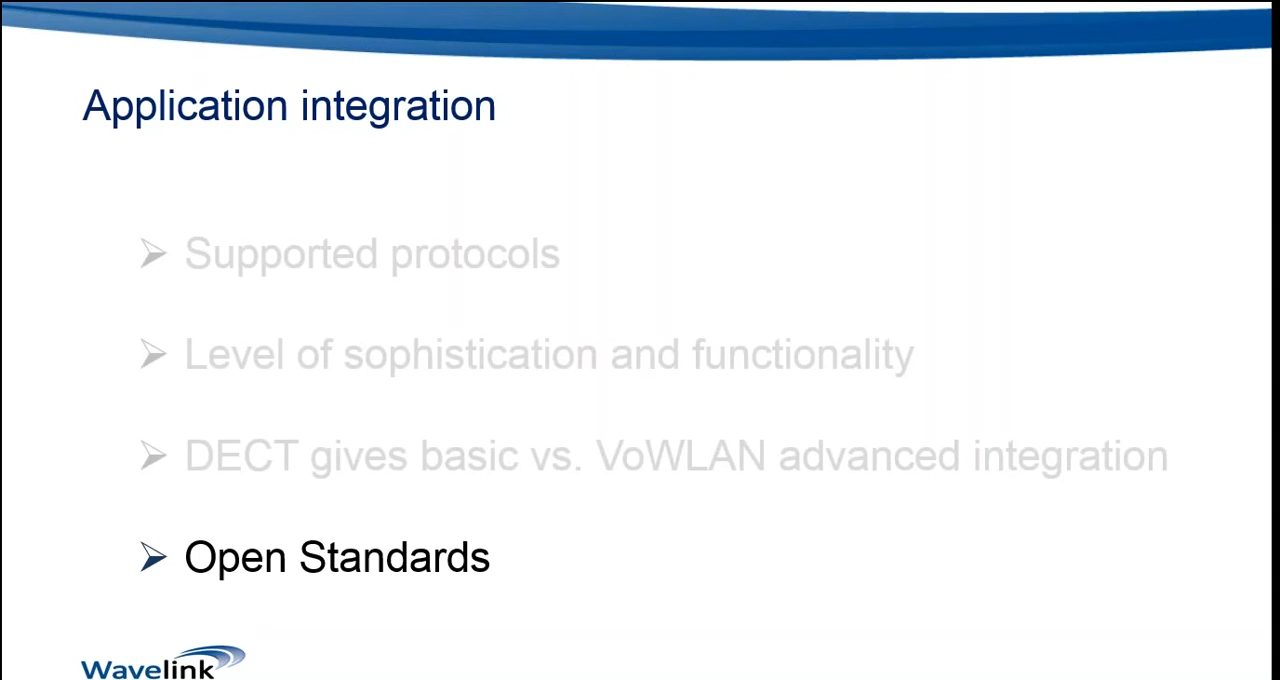 Application integration
Supported protocols
Level of sophistication and functionality
DECT gives basic vs. VoWLAN advanced integration
Open Standards
Wavelink